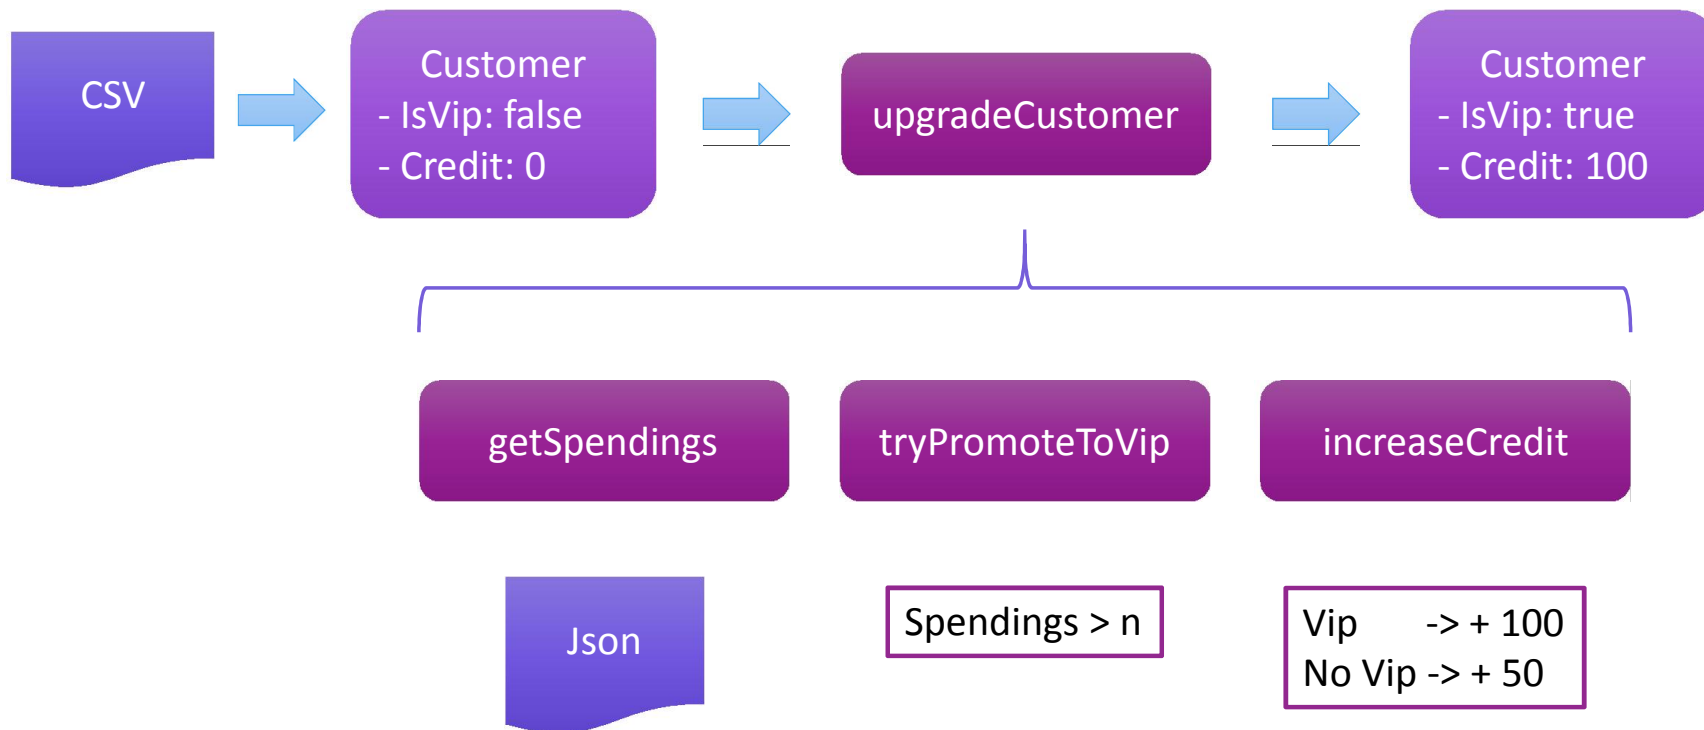 CSV
Customer
- IsVip: false
- Credit: 0
upgradeCustomer
Customer
- IsVip: true
- Credit: 100
getSpendings
tryPromoteToVip
increaseCredit
Json
Spendings > n
Vip -> + 100
No Vip -> + 50